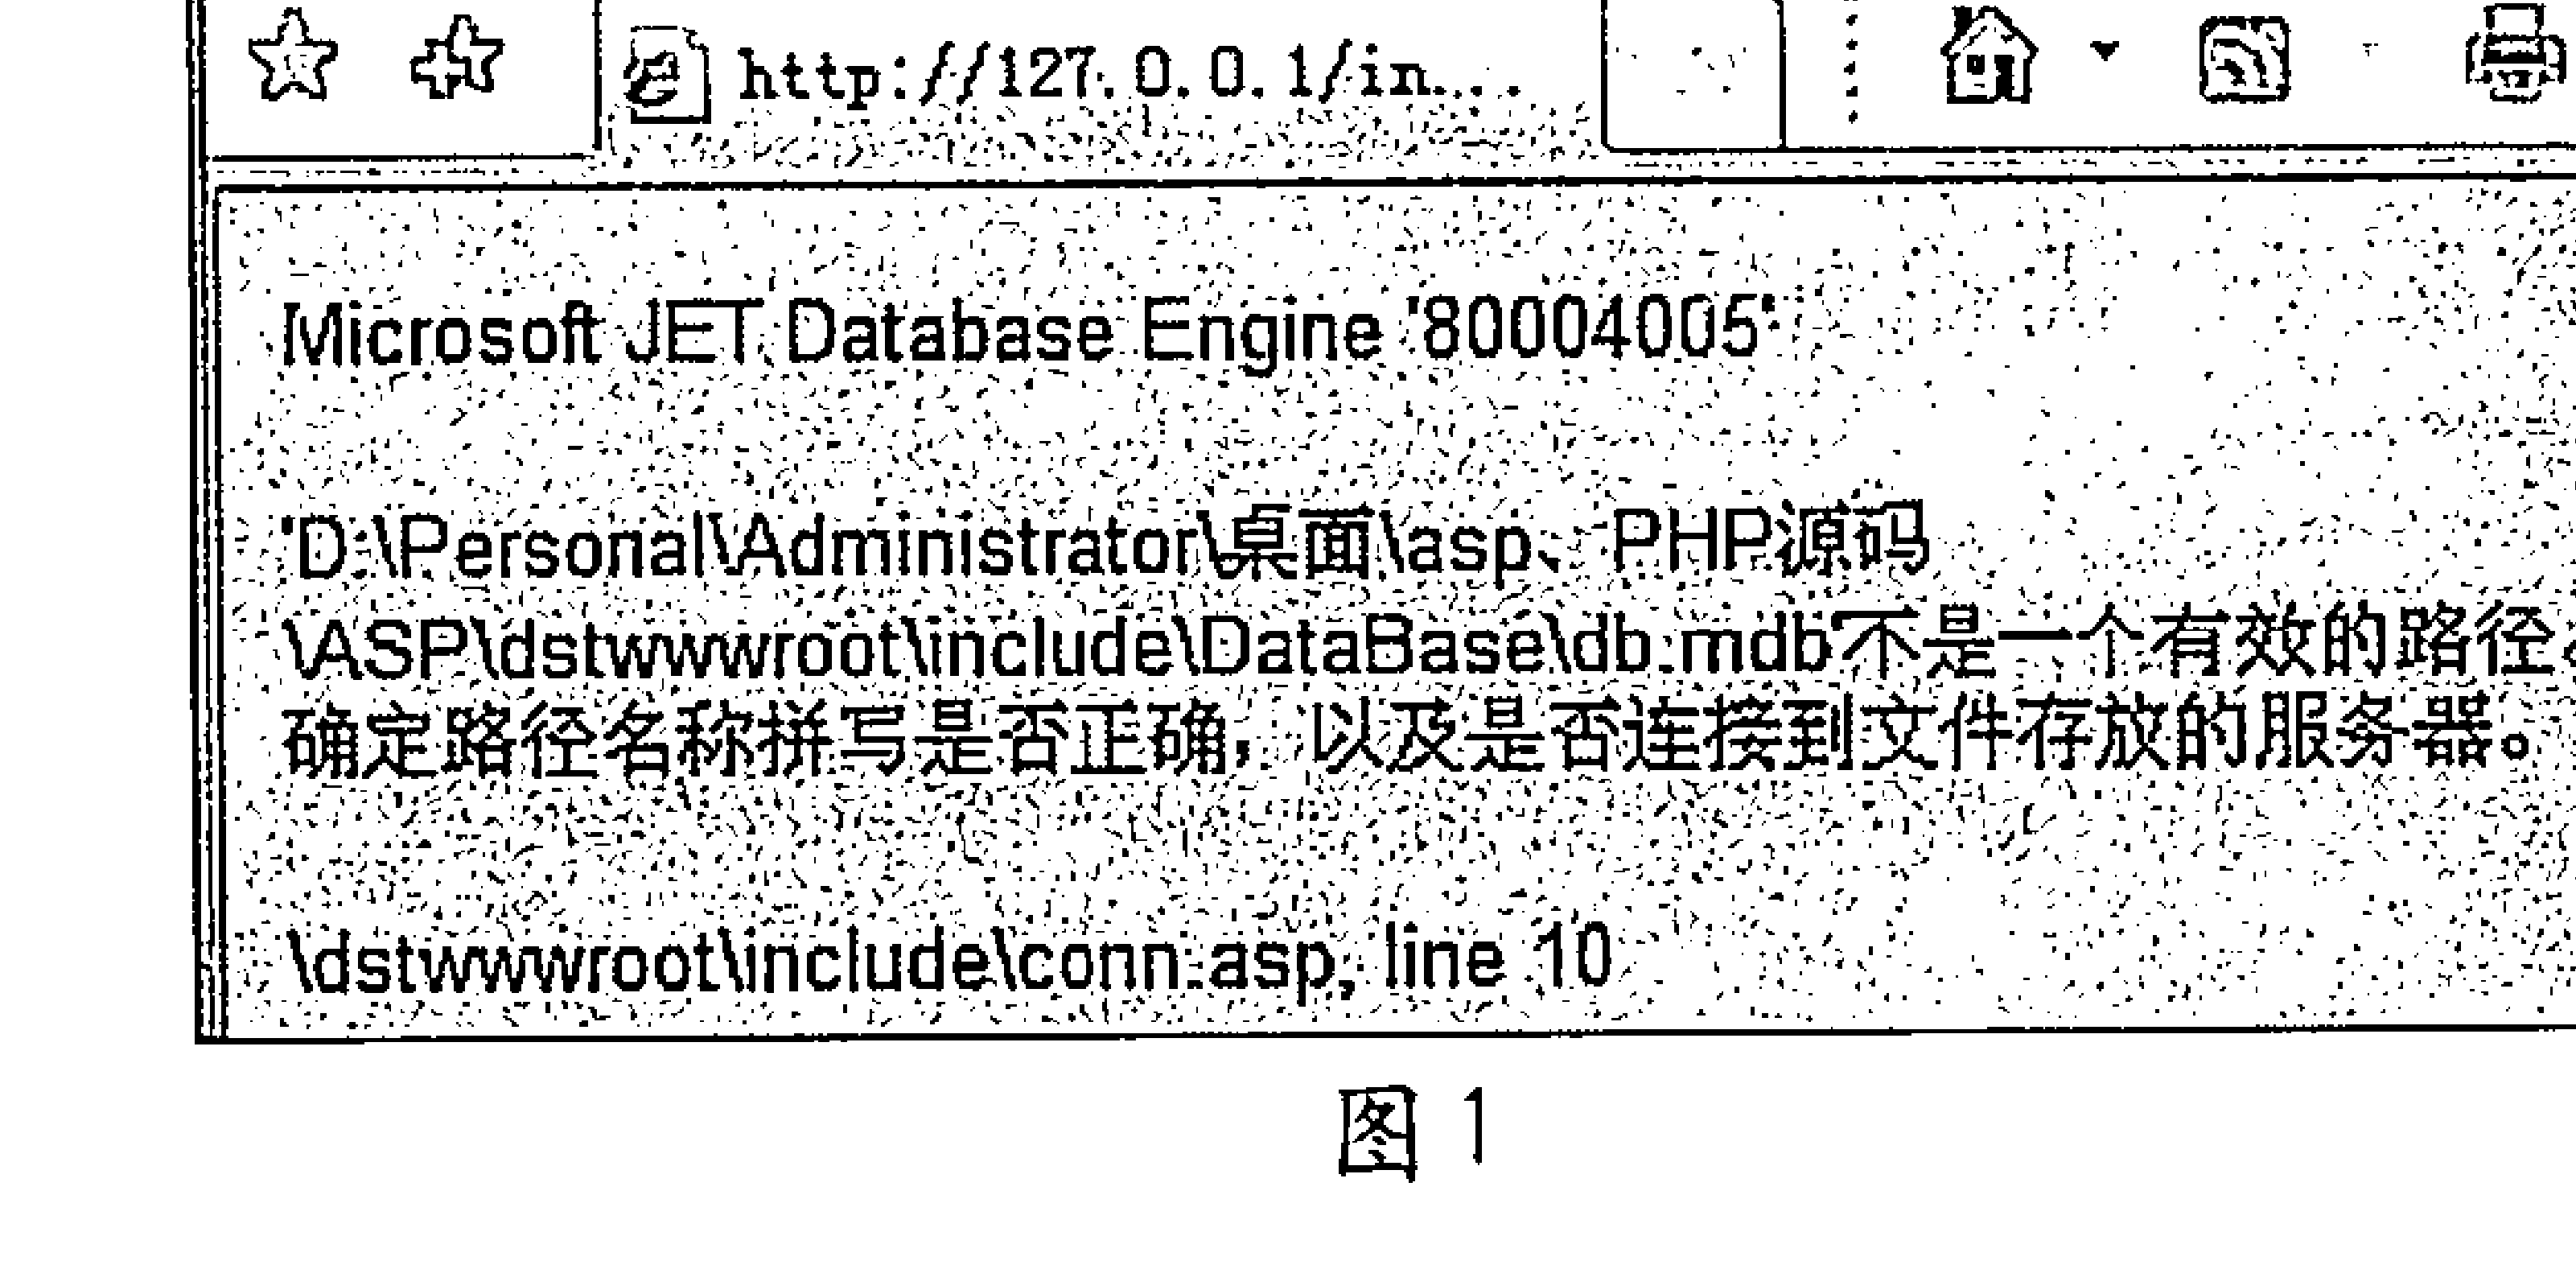 http://127.0.0.1/in...
Microsoft JET Database Engine '80004005'
'D:\Personal\Administrator\桌面\asp、PHP源码
\ASP\dstwwwroot\include\DataBase\db.mdb'不是一个有效的路径。
确定路径名称拼写是否正确，以及是否连接到文件存放的服务器。
\dstwwwroot\include\conn.asp, line 10
图 1